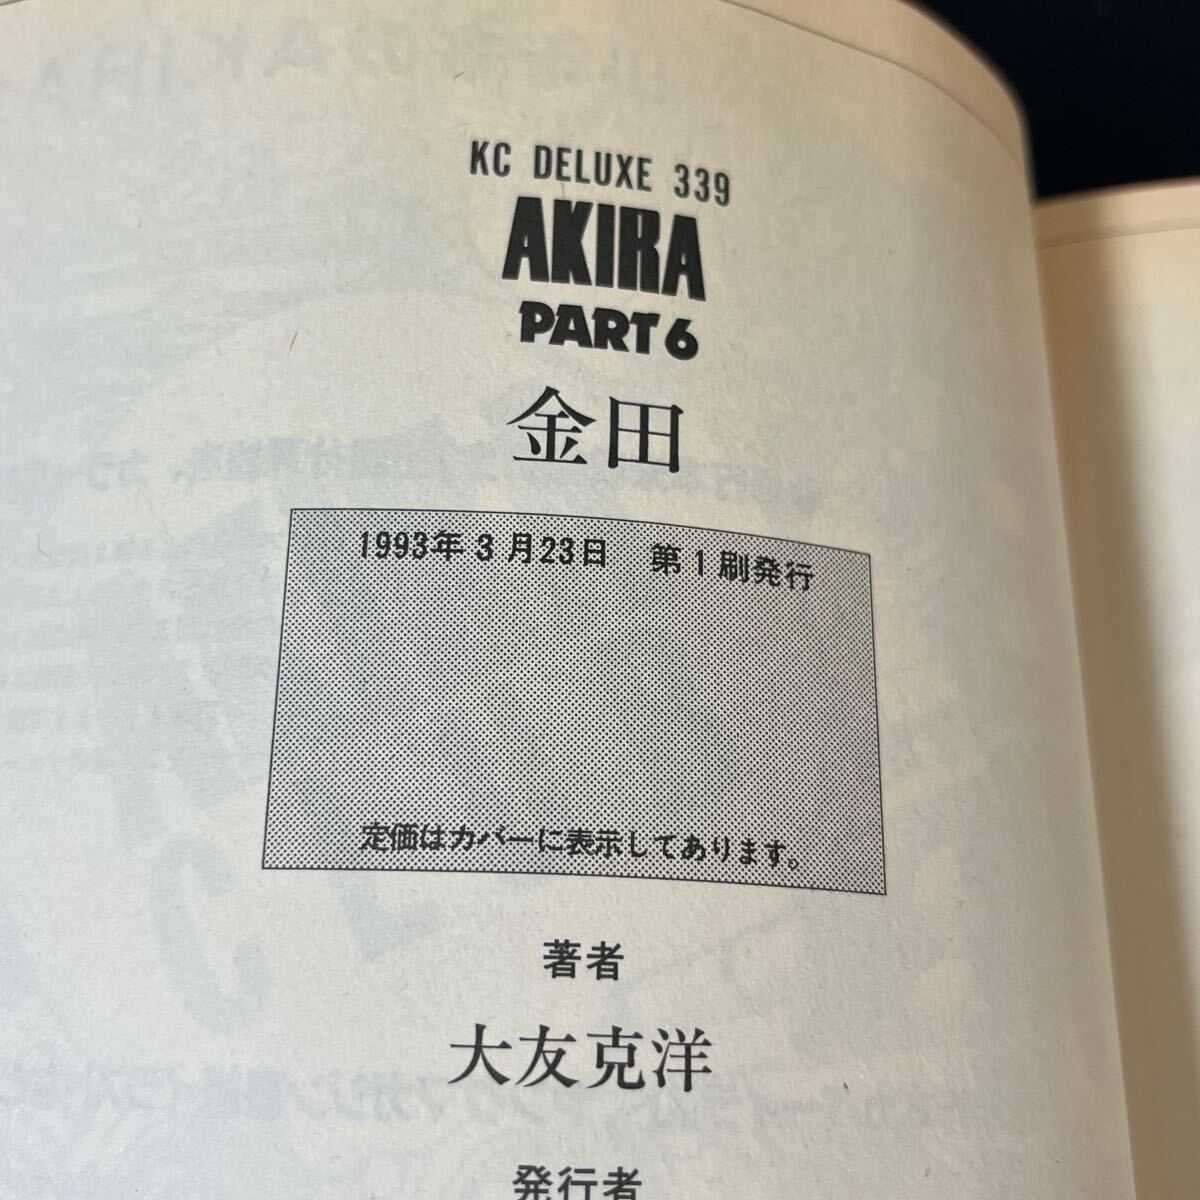 KC DELUXE 339
AKIRA
PART6
金田
1993年3月23日 第1刷発行
定価はカバーに表示してあります。
著者
大友克洋
発行者